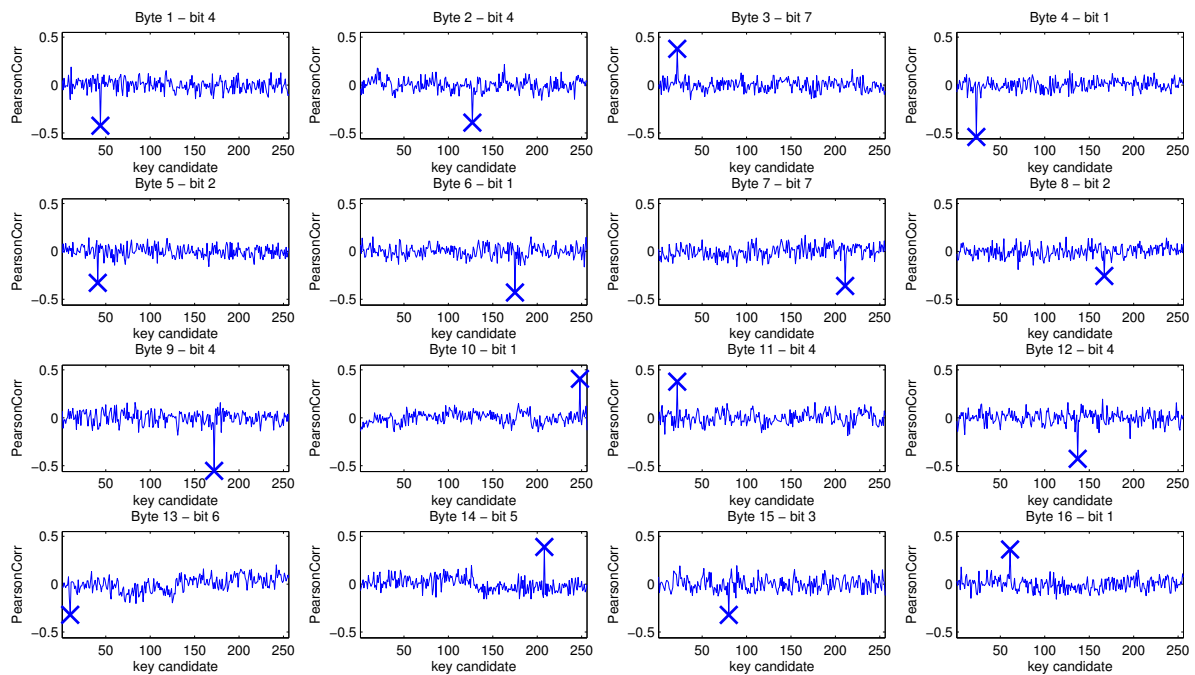 Byte 1 − bit 4
0.5
0
−0.5
PearsonCorr
50 100 150 200 250
key candidate
Byte 2 − bit 4
0.5
0
−0.5
PearsonCorr
50 100 150 200 250
key candidate
Byte 3 − bit 7
0.5
0
−0.5
PearsonCorr
50 100 150 200 250
key candidate
Byte 4 − bit 1
0.5
0
−0.5
PearsonCorr
50 100 150 200 250
key candidate
Byte 5 − bit 2
0.5
0
−0.5
PearsonCorr
50 100 150 200 250
key candidate
Byte 6 − bit 1
0.5
0
−0.5
PearsonCorr
50 100 150 200 250
key candidate
Byte 7 − bit 7
0.5
0
−0.5
PearsonCorr
50 100 150 200 250
key candidate
Byte 8 − bit 2
0.5
0
−0.5
PearsonCorr
50 100 150 200 250
key candidate
Byte 9 − bit 4
0.5
0
−0.5
PearsonCorr
50 100 150 200 250
key candidate
Byte 10 − bit 1
0.5
0
−0.5
PearsonCorr
50 100 150 200 250
key candidate
Byte 11 − bit 4
0.5
0
−0.5
PearsonCorr
50 100 150 200 250
key candidate
Byte 12 − bit 4
0.5
0
−0.5
PearsonCorr
50 100 150 200 250
key candidate
Byte 13 − bit 6
0.5
0
−0.5
PearsonCorr
50 100 150 200 250
key candidate
Byte 14 − bit 5
0.5
0
−0.5
PearsonCorr
50 100 150 200 250
key candidate
Byte 15 − bit 3
0.5
0
−0.5
PearsonCorr
50 100 150 200 250
key candidate
Byte 16 − bit 1
0.5
0
−0.5
PearsonCorr
50 100 150 200 250
key candidate